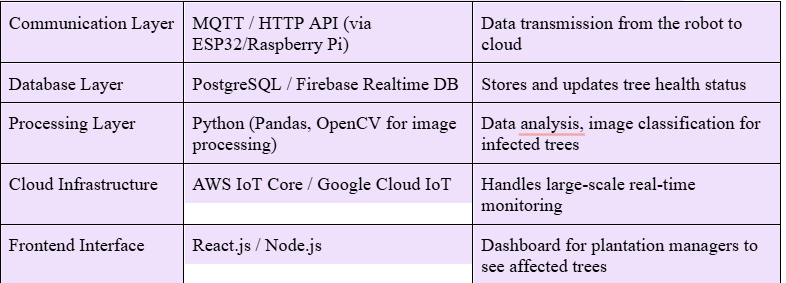 Communication Layer
MQTT / HTTP API (via
ESP32/Raspberry Pi)
Data transmission from the robot to
cloud
Database Layer
PostgreSQL / Firebase Realtime DB
Stores and updates tree health status
Processing Layer
Python (Pandas, OpenCV for image
processing)
Data analysis, image classification for
infected trees
Cloud Infrastructure
AWS IoT Core / Google Cloud IoT
Handles large-scale real-time
monitoring
Frontend Interface
React.js / Node.js
Dashboard for plantation managers to
see affected trees